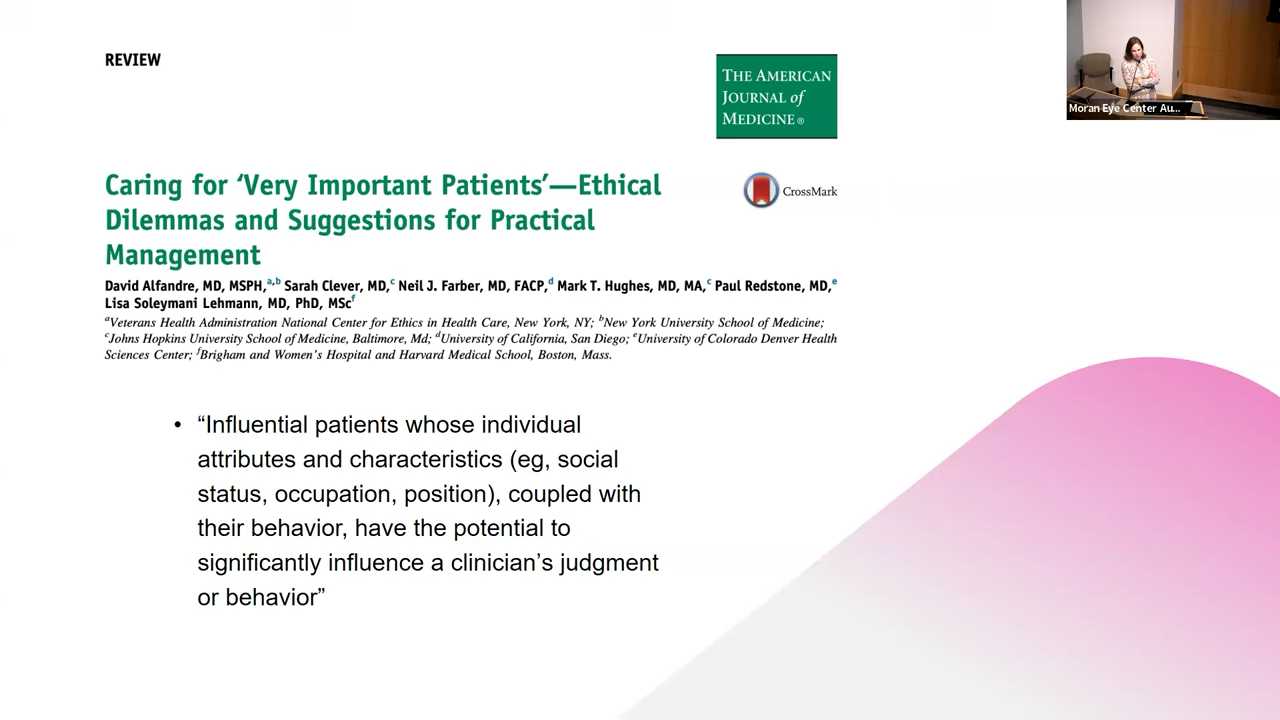 REVIEW
THE AMERICAN
JOURNAL of
MEDICINE®
Moran Eye Center Au...
Caring for ‘Very Important Patients’—Ethical
Dilemmas and Suggestions for Practical
Management
CrossMark
David Alfandre, MD, MSPH,a,b Sarah Clever, MD,c Neil J. Farber, MD, FACP,d Mark T. Hughes, MD, MA,c Paul Redstone, MD,e
Lisa Soleymani Lehmann, MD, PhD, MScf
aVeterans Health Administration National Center for Ethics in Health Care, New York, NY; bNew York University School of Medicine;
cJohns Hopkins University School of Medicine, Baltimore, Md; dUniversity of California, San Diego; eUniversity of Colorado Denver Health
Sciences Center; fBrigham and Women’s Hospital and Harvard Medical School, Boston, Mass.
• “Influential patients whose individual
attributes and characteristics (eg, social
status, occupation, position), coupled with
their behavior, have the potential to
significantly influence a clinician’s judgment
or behavior”